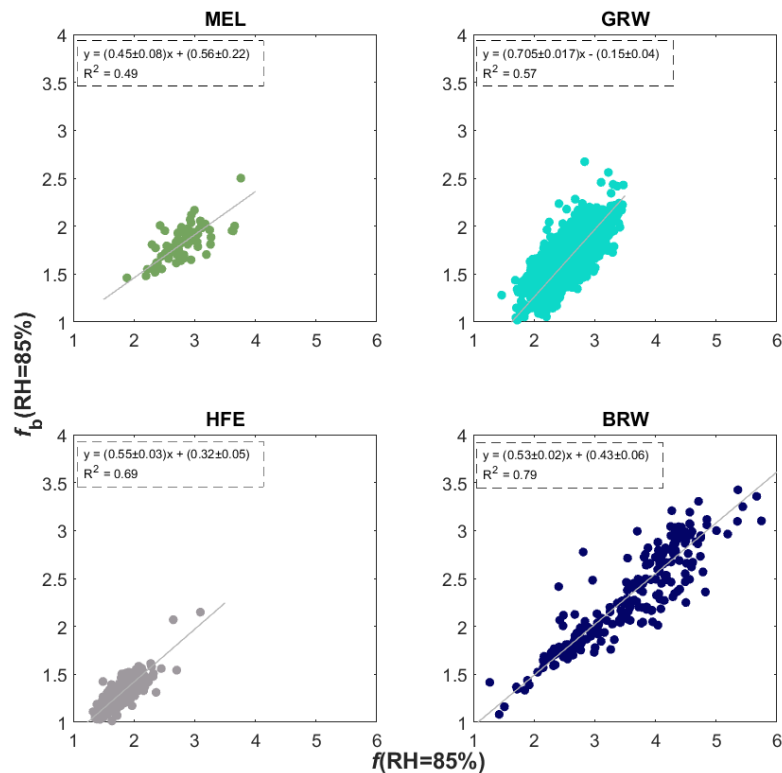 MEL
y = (0.45±0.08)x + (0.56±0.22)
R² = 0.49
4
3.5
3
2.5
2
1.5
1
1 2 3 4 5 6
GRW
y = (0.705±0.017)x - (0.15±0.04)
R² = 0.57
4
3.5
3
2.5
2
1.5
1
1 2 3 4 5 6
fb(RH=85%)
HFE
y = (0.55±0.03)x + (0.32±0.05)
R² = 0.69
4
3.5
3
2.5
2
1.5
1
1 2 3 4 5 6
BRW
y = (0.53±0.02)x + (0.43±0.06)
R² = 0.79
4
3.5
3
2.5
2
1.5
1
1 2 3 4 5 6
f(RH=85%)